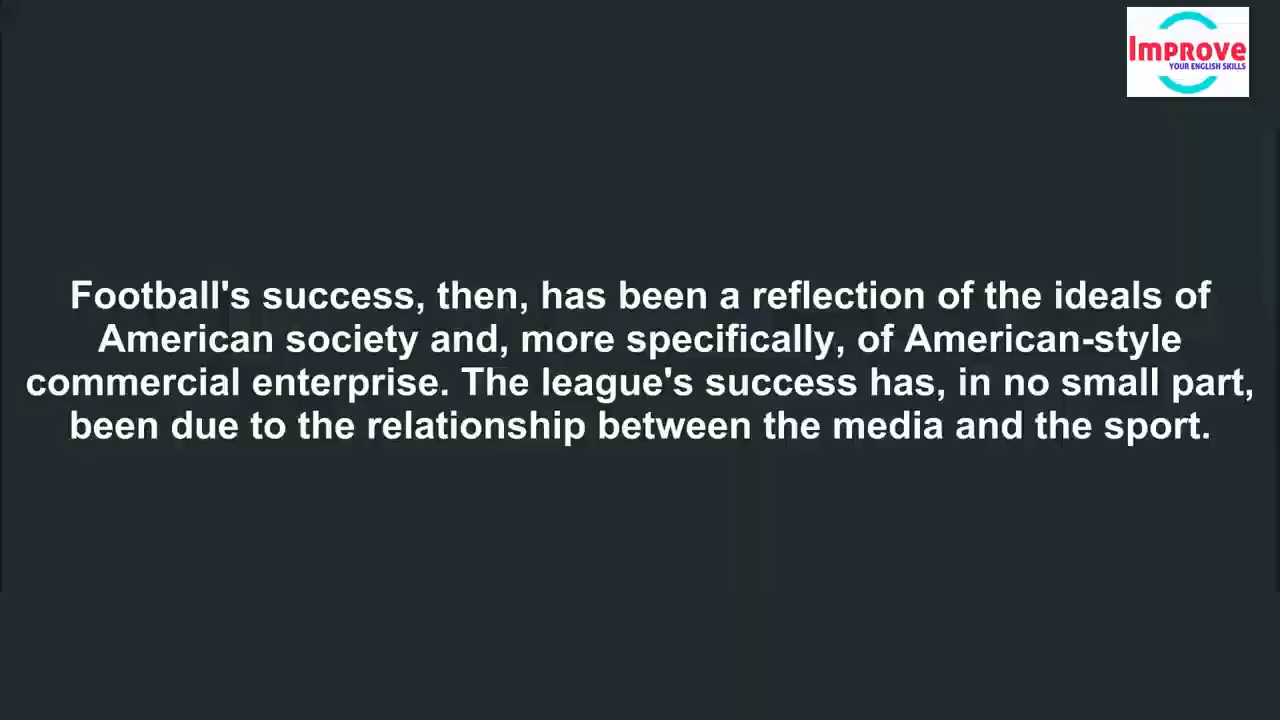 Improve
YOUR ENGLISH SKILLS
Football's success, then, has been a reflection of the ideals of
American society and, more specifically, of American-style
commercial enterprise. The league's success has, in no small part,
been due to the relationship between the media and the sport.